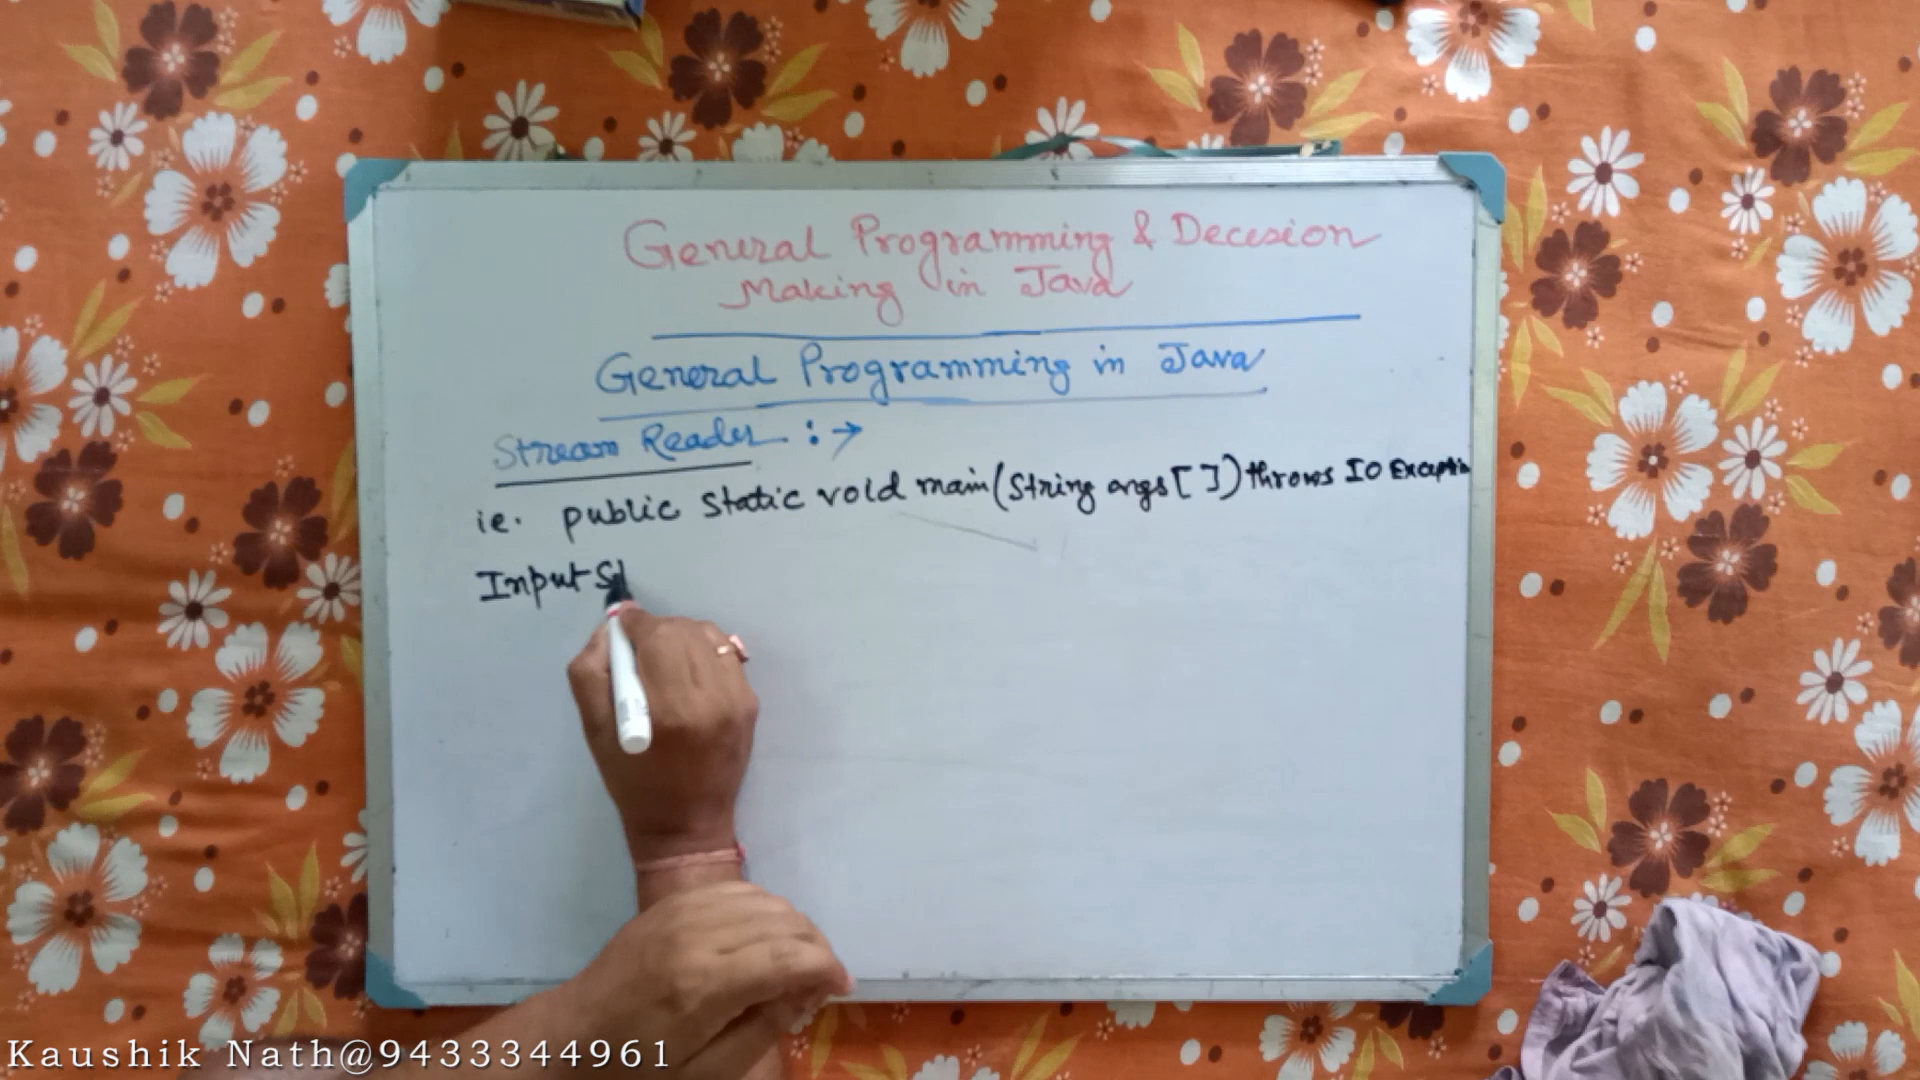 General Programming & Decesion
Making in Java
General Programming in Java
Stream Reader :→
ie. public static void main(String args[ ]) throws IO Exceptio
Input St
Kaushik Nath@9433344961